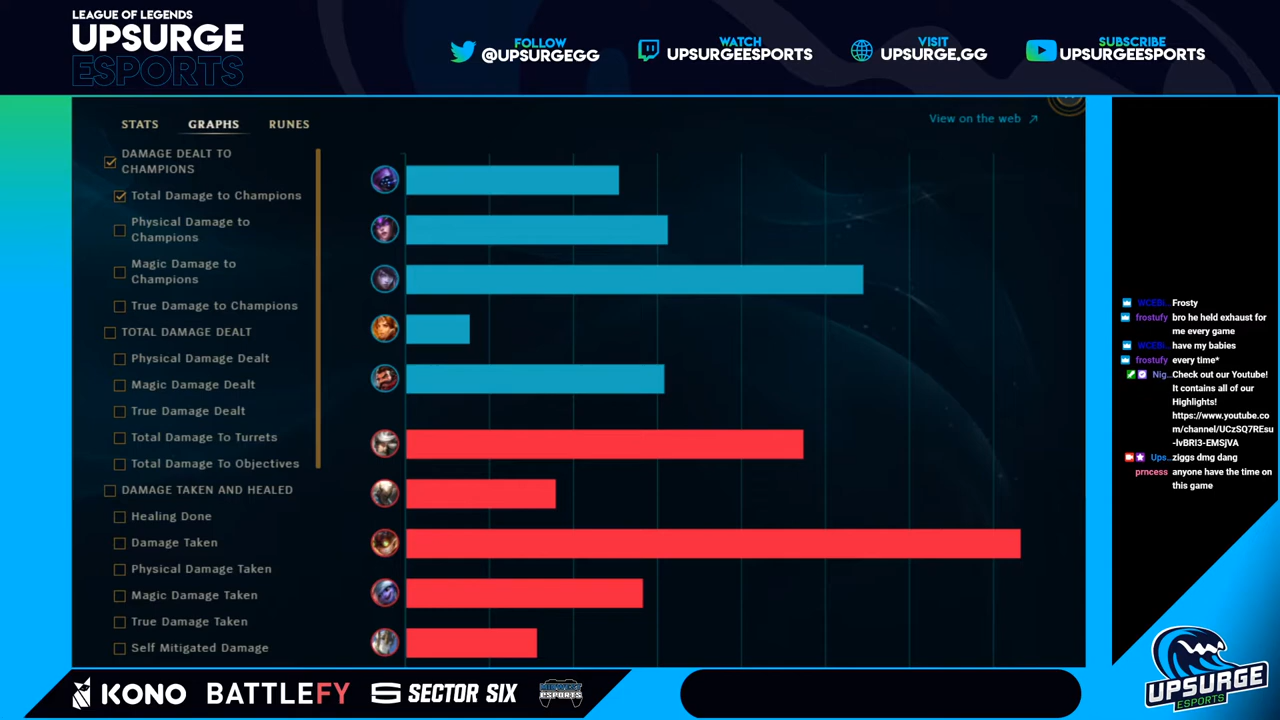 LEAGUE OF LEGENDS
UPSURGE
ESPORTS
FOLLOW
@UPSURGEGG
WATCH
UPSURGEESPORTS
VISIT
UPSURGE.GG
SUBSCRIBE
UPSURGEESPORTS
STATS
GRAPHS
RUNES
View on the web
DAMAGE DEALT TO
CHAMPIONS
Total Damage to Champions
Physical Damage to
Champions
Magic Damage to
Champions
True Damage to Champions
TOTAL DAMAGE DEALT
Physical Damage Dealt
Magic Damage Dealt
True Damage Dealt
Total Damage To Turrets
Total Damage To Objectives
DAMAGE TAKEN AND HEALED
Healing Done
Damage Taken
Physical Damage Taken
Magic Damage Taken
True Damage Taken
Self Mitigated Damage
WCEBi... Frosty
frostufy bro he held exhaust for
me every game
WCEBi... have my babies
frostufy every time*
Nig... Check out our Youtube!
It contains all of our
Highlights!
https://www.youtube.co
m/channel/UCzSQ7REsu
-lvBRI3-EMSjVA
Ups... ziggs dmg dang
prncess anyone have the time on
this game
KONO
BATTLEFY
SECTOR SIX
MIDWEST
ESPORTS
UPSURGE
ESPORTS